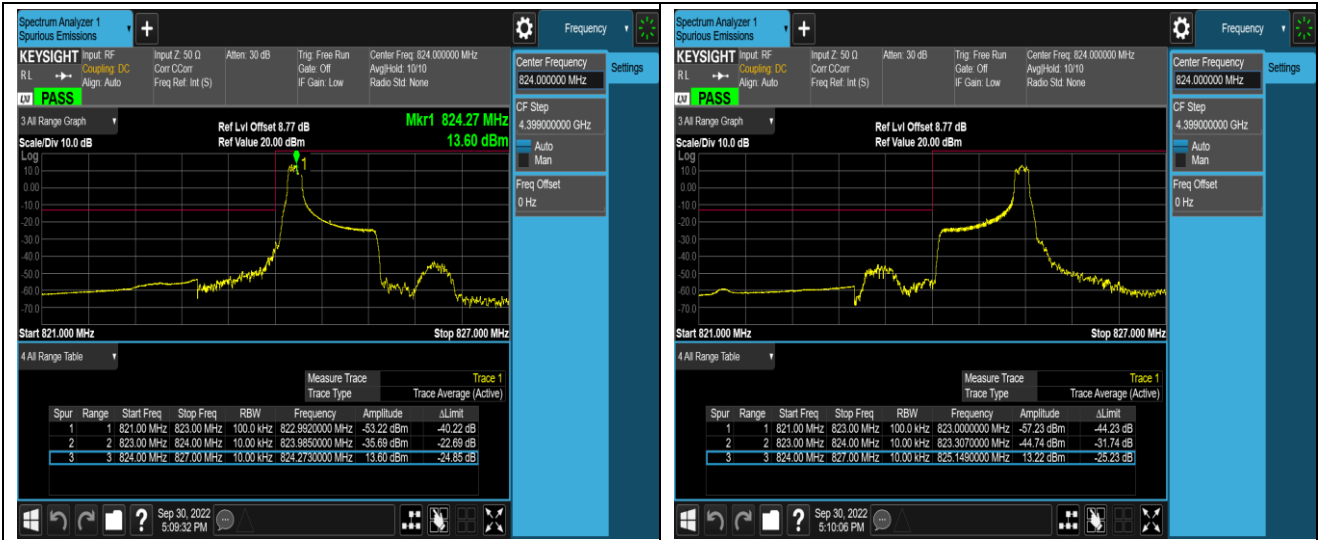 Spectrum Analyzer 1
Spurious Emissions
+
Frequency
KEYSIGHT Input: RF Input Z: 50 Ω Atten: 30 dB Trig: Free Run Center Freq: 824.000000 MHz
RL Coupling: DC Corr CCorr Gate: Off Avg|Hold: 10/10
Align: Auto Freq Ref: Int (S) IF Gain: Low Radio Std: None
LXI PASS
Center Frequency
824.000000 MHz
Settings
CF Step
4.399000000 GHz
Auto
Man
Freq Offset
0 Hz
3 All Range Graph
Ref Lvl Offset 8.77 dB Mkr1 824.27 MHz
Scale/Div 10.0 dB Ref Value 20.00 dBm 13.60 dBm
Log
1
10.0
0.00
-10.0
-20.0
-30.0
-40.0
-50.0
-60.0
-70.0
Start 821.000 MHz Stop 827.000 MHz
4 All Range Table
Measure Trace Trace 1
Trace Type Trace Average (Active)
Spur Range Start Freq Stop Freq RBW Frequency Amplitude ΔLimit
1 1 821.00 MHz 823.00 MHz 100.0 kHz 822.9920000 MHz -53.22 dBm -40.22 dB
2 2 823.00 MHz 824.00 MHz 10.00 kHz 823.9850000 MHz -35.69 dBm -22.69 dB
3 3 824.00 MHz 827.00 MHz 10.00 kHz 824.2730000 MHz 13.60 dBm -24.85 dB
?
Sep 30, 2022
5:09:32 PM
Spectrum Analyzer 1
Spurious Emissions
+
Frequency
KEYSIGHT Input: RF Input Z: 50 Ω Atten: 30 dB Trig: Free Run Center Freq: 824.000000 MHz
RL Coupling: DC Corr CCorr Gate: Off Avg|Hold: 10/10
Align: Auto Freq Ref: Int (S) IF Gain: Low Radio Std: None
LXI PASS
Center Frequency
824.000000 MHz
Settings
CF Step
4.399000000 GHz
Auto
Man
Freq Offset
0 Hz
3 All Range Graph
Ref Lvl Offset 8.77 dB
Scale/Div 10.0 dB Ref Value 20.00 dBm
Log
10.0
0.00
-10.0
-20.0
-30.0
-40.0
-50.0
-60.0
-70.0
Start 821.000 MHz Stop 827.000 MHz
4 All Range Table
Measure Trace Trace 1
Trace Type Trace Average (Active)
Spur Range Start Freq Stop Freq RBW Frequency Amplitude ΔLimit
1 1 821.00 MHz 823.00 MHz 100.0 kHz 823.0000000 MHz -57.23 dBm -44.23 dB
2 2 823.00 MHz 824.00 MHz 10.00 kHz 823.3070000 MHz -44.74 dBm -31.74 dB
3 3 824.00 MHz 827.00 MHz 10.00 kHz 825.1490000 MHz 13.22 dBm -25.23 dB
?
Sep 30, 2022
5:10:06 PM